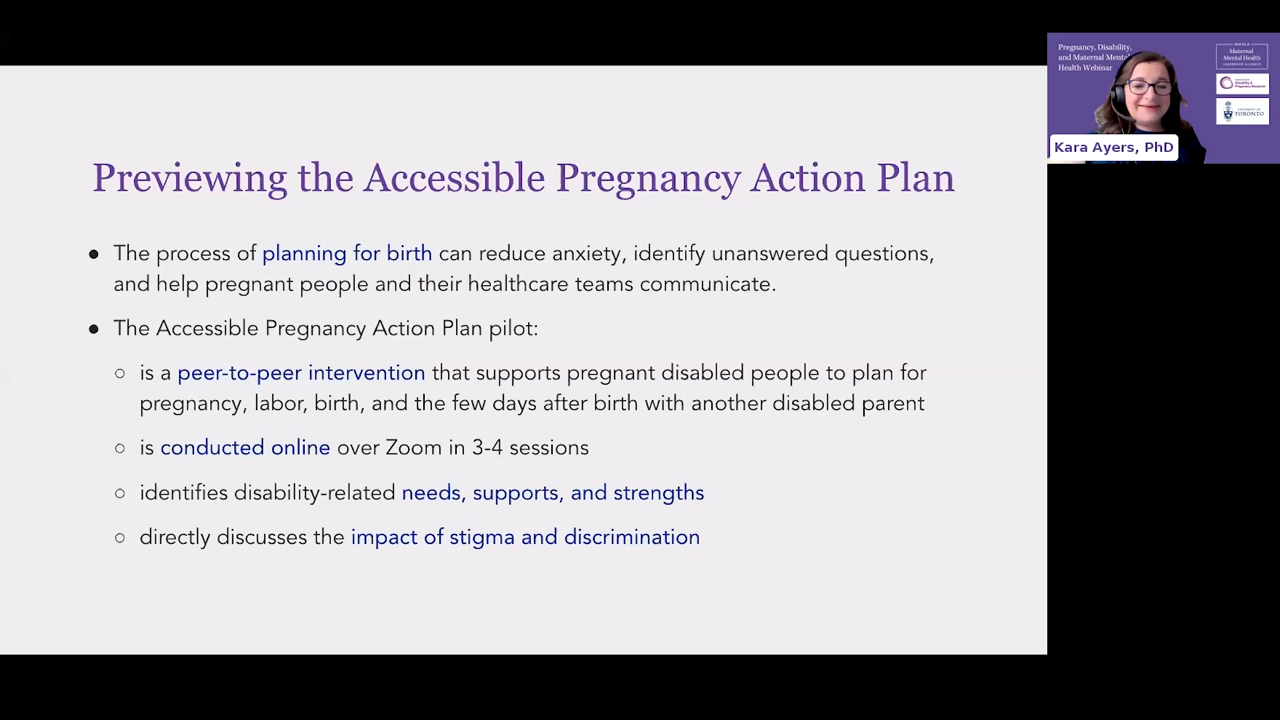 Previewing the Accessible Pregnancy Action Plan
● The process of planning for birth can reduce anxiety, identify unanswered questions,
and help pregnant people and their healthcare teams communicate.
● The Accessible Pregnancy Action Plan pilot:
○ is a peer-to-peer intervention that supports pregnant disabled people to plan for
pregnancy, labor, birth, and the few days after birth with another disabled parent
○ is conducted online over Zoom in 3-4 sessions
○ identifies disability-related needs, supports, and strengths
○ directly discusses the impact of stigma and discrimination
Pregnancy, Disability,
and Maternal Mental
Health Webinar
Maternal
Mental Health
Disability &
Pregnancy Research
UNIVERSITY OF
TORONTO
Kara Ayers, PhD